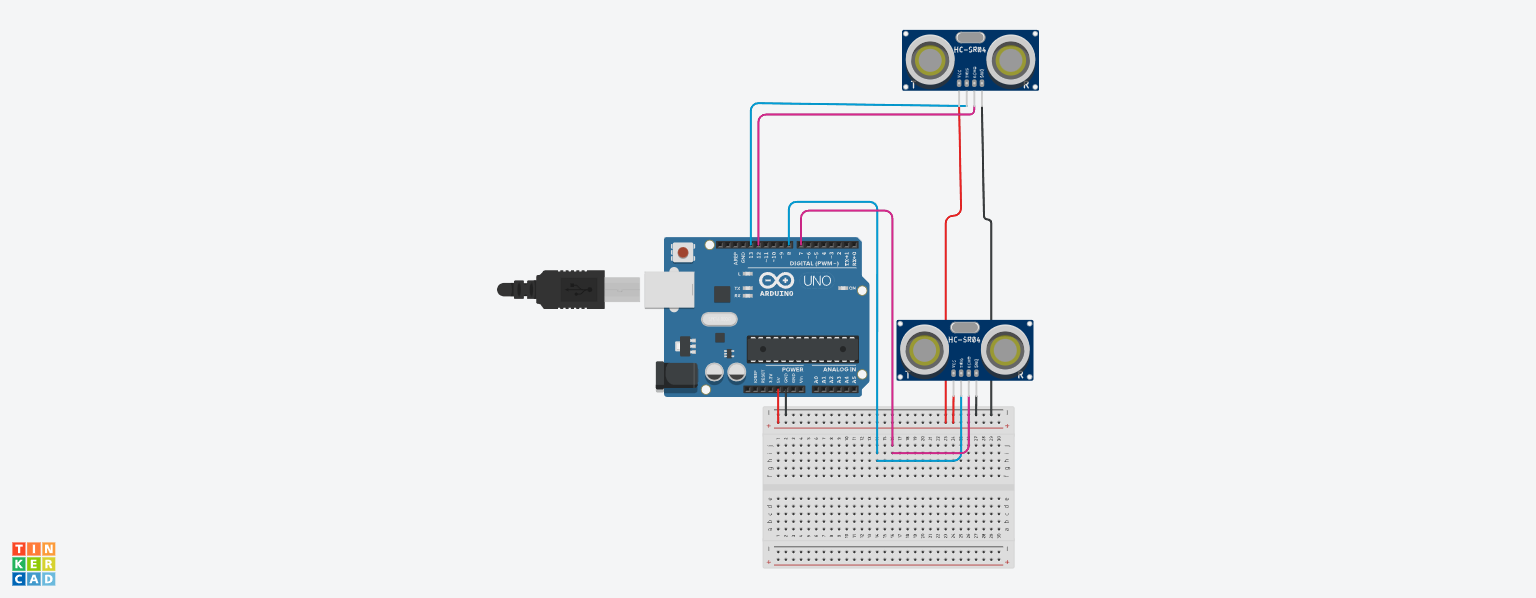 HC-SR04
VCC
TRIG
ECHO
GND
T
R
AREF
GND
13
12
~11
~10
~9
8
7
~6
~5
4
~3
2
TX→1
RX←0
DIGITAL (PWM~)
L
TX
RX
ARDUINO
UNO
ON
HC-SR04
VCC
TRIG
ECHO
GND
T
R
POWER
ANALOG IN
IOREF
RESET
3.3V
5V
GND
GND
Vin
A0
A1
A2
A3
A4
A5
TIN
KER
CAD